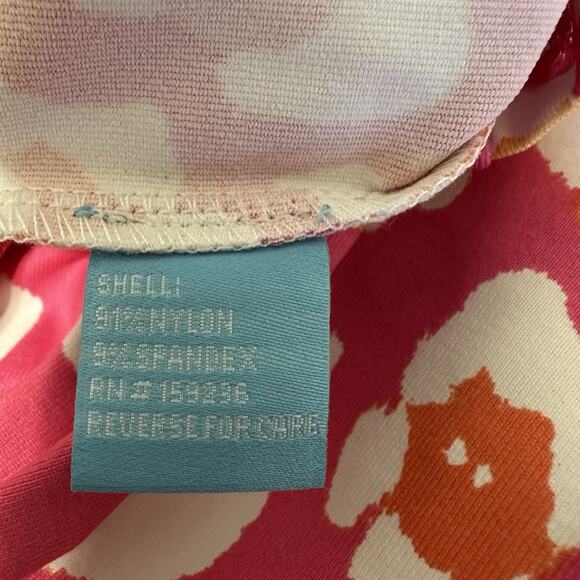 SHELL:
91% NYLON
9% SPANDEX
RN # 159236
REVERSE FOR CARE